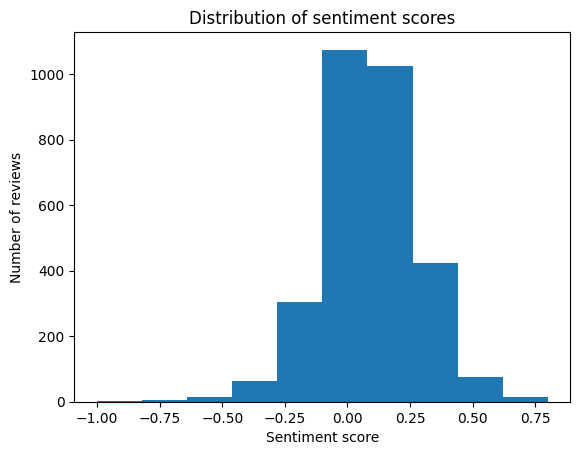 Distribution of sentiment scores
Number of reviews
1000
800
600
400
200
0
−1.00 −0.75 −0.50 −0.25 0.00 0.25 0.50 0.75
Sentiment score